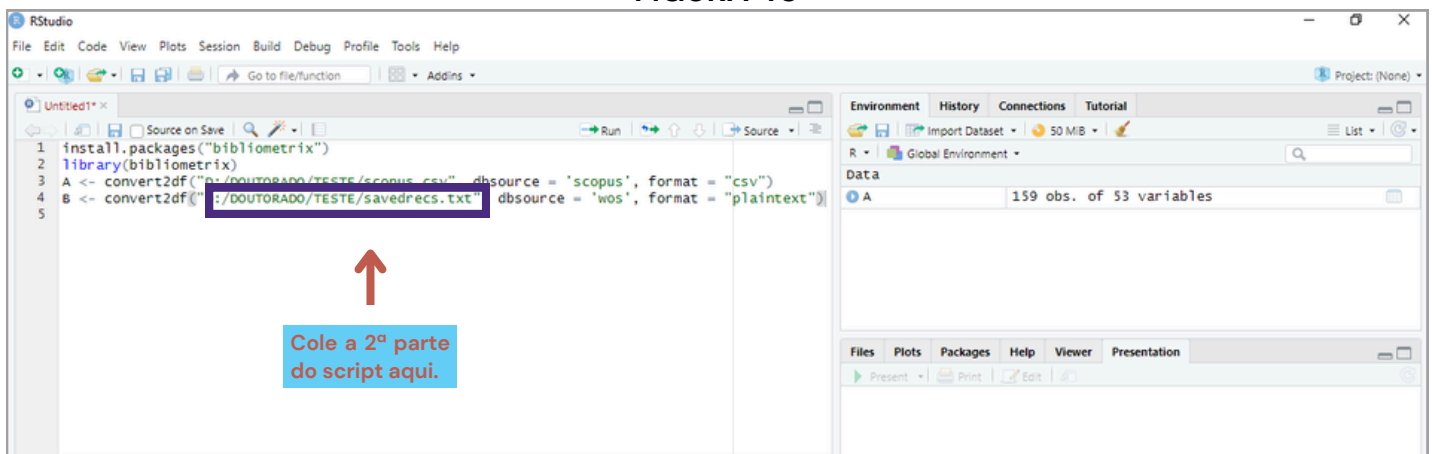 RStudio
File Edit Code View Plots Session Build Debug Profile Tools Help
Go to file/function Addins Project: (None)
Untitled1*
Source on Save Run Source
1 install.packages("bibliometrix")
2 library(bibliometrix)
3 A <- convert2df("D:/DOUTORADO/TESTE/scopus.csv", dbsource = 'scopus', format = "csv")
4 B <- convert2df(":/DOUTORADO/TESTE/savedrecs.txt" dbsource = 'wos', format = "plaintext")
5
Cole a 2ª parte
do script aqui.
Environment History Connections Tutorial
Import Dataset 50 MiB List
R Global Environment
Data
A 159 obs. of 53 variables
Files Plots Packages Help Viewer Presentation
Present Print Edit